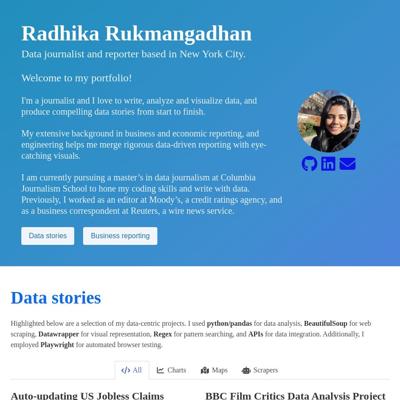 Radhika Rukmangadhan
Data journalist and reporter based in New York City.
Welcome to my portfolio!
I'm a journalist and I love to write, analyze and visualize data, and
produce compelling data stories from start to finish.
My extensive background in business and economic reporting, and
engineering helps me merge rigorous data-driven reporting with eye-
catching visuals.
I am currently pursuing a master’s in data journalism at Columbia
Journalism School to hone my coding skills and write with data.
Previously, I worked as an editor at Moody’s, a credit ratings agency, and
as a business correspondent at Reuters, a wire news service.
Data stories
Business reporting
Data stories
Highlighted below are a selection of my data-centric projects. I used python/pandas for data analysis, BeautifulSoup for web
scraping, Datawrapper for visual representation, Regex for pattern searching, and APIs for data integration. Additionally, I
employed Playwright for automated browser testing.
All
Charts
Maps
Scrapers
Auto-updating US Jobless Claims
BBC Film Critics Data Analysis Project